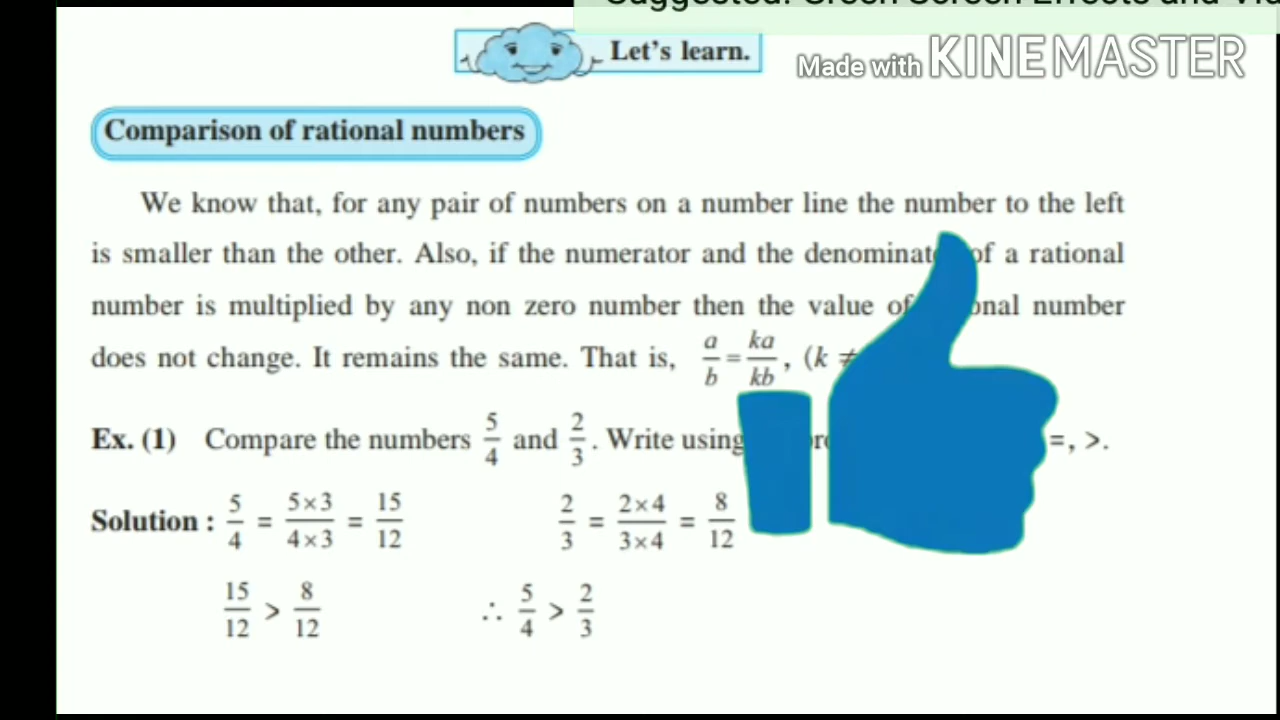 Suggested: Green Screen Effects and
Let's learn.
Made with KINEMASTER
Comparison of rational numbers
We know that, for any pair of numbers on a number line the number to the left
is smaller than the other. Also, if the numerator and the of a rational
number is multiplied by any non zero number then the value number
does not change. It remains the same. That is, a/b = ka/kb, (k ≠
Ex. (1) Compare the numbers 5/4 and 2/3. Write using =, >.
Solution : 5/4 = 5×3/4×3 = 15/12 2/3 = 2×4/3×4 = 8/12
15/12 > 8/12 ∴ 5/4 > 2/3